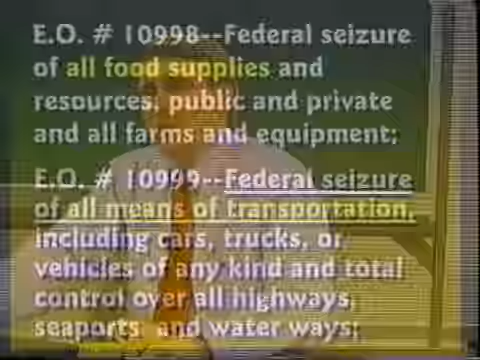 E.O. # 10998--Federal seizure
of all food supplies and
resources, public and private
and all farms and equipment;
E.O. # 10999--Federal seizure
of all means of transportation,
including cars, trucks, or
vehicles of any kind and total
control over all highways,
seaports and water ways;